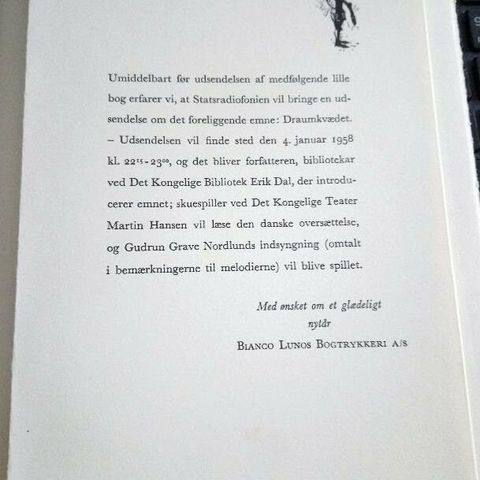 Umiddelbart før udsendelsen af medfølgende lille
bog erfarer vi, at Statsradiofonien vil bringe en ud-
sendelse om det foreliggende emne: Draumkvædet.
– Udsendelsen vil finde sted den 4. januar 1958
kl. 22¹⁵-23⁰⁰, og det bliver forfatteren, bibliotekar
ved Det Kongelige Bibliotek Erik Dal, der introdu-
cerer emnet; skuespiller ved Det Kongelige Teater
Martin Hansen vil læse den danske oversættelse,
og Gudrun Grave Nordlunds indsyngning (omtalt
i bemærkningerne til melodierne) vil blive spillet.
Med ønsket om et glædeligt
nytår
Bianco Lunos Bogtrykkeri A/S